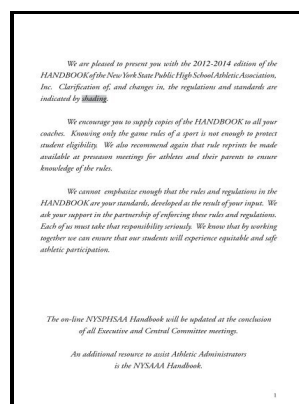 We are pleased to present you with the 2012-2014 edition of the
HANDBOOK of the New York State Public High School Athletic Association,
Inc. Clarification of, and changes in, the regulations and standards are
indicated by shading.
We encourage you to supply copies of the HANDBOOK to all your
coaches. Knowing only the game rules of a sport is not enough to protect
student eligibility. We also recommend again that rule reprints be made
available at preseason meetings for athletes and their parents to ensure
knowledge of the rules.
We cannot emphasize enough that the rules and regulations in the
HANDBOOK are your standards, developed as the result of your input. We
ask your support in the partnership of enforcing these rules and regulations.
Each of us must take that responsibility seriously. We know that by working
together we can ensure that our students will experience equitable and safe
athletic participation.
The on-line NYSPHSAA Handbook will be updated at the conclusion
of all Executive and Central Committee meetings.
An additional resource to assist Athletic Administrators
is the NYSAAA Handbook.
1